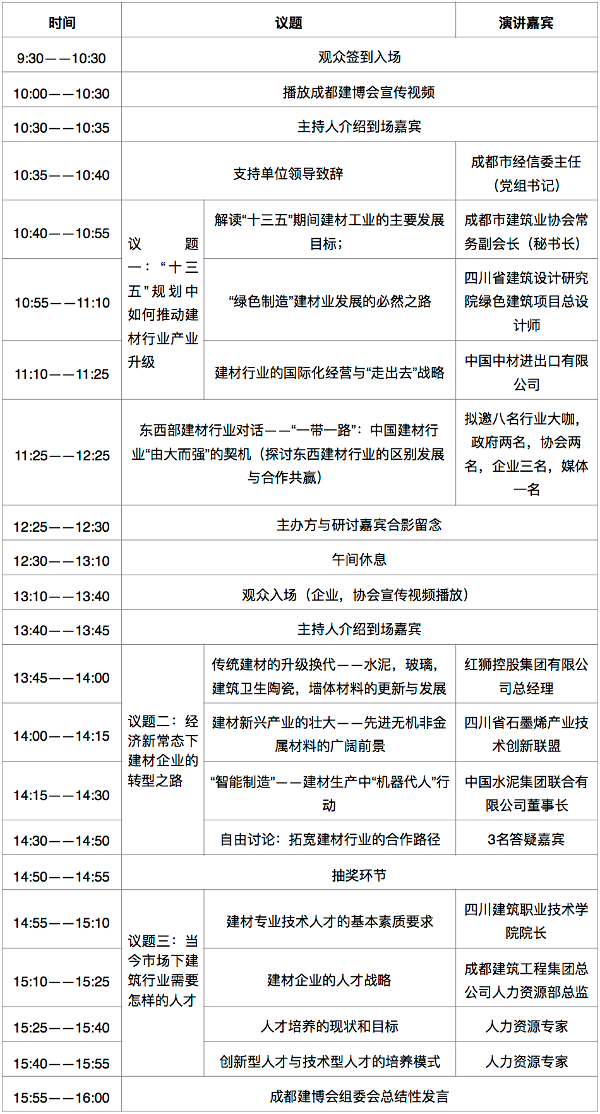 时间 议题 演讲嘉宾
9:30——10:30 观众签到入场
10:00——10:30 播放成都建博会宣传视频
10:30——10:35 主持人介绍到场嘉宾
10:35——10:40 支持单位领导致辞 成都市经信委主任
（党组书记）
议题
一：“十三
五”规划中
如何推动建
材行业产业
升级
10:40——10:55 解读“十三五”期间建材工业的主要发展
目标；
成都市建筑业协会常
务副会长（秘书长）
10:55——11:10 “绿色制造”建材业发展的必然之路
四川省建筑设计研究
院绿色建筑项目总设
计师
11:10——11:25 建材行业的国际化经营与“走出去”战略
中国中材进出口有限
公司
11:25——12:25 东西部建材行业对话——“一带一路”：中国建材行
业“由大而强”的契机（探讨东西建材行业的区别发展
与合作共赢）
拟邀八名行业大咖，
政府两名，协会两
名，企业三名，媒体
一名
12:25——12:30 主办方与研讨嘉宾合影留念
12:30——13:10 午间休息
13:10——13:40 观众入场（企业，协会宣传视频播放）
13:40——13:45 主持人介绍到场嘉宾
议题二：经
济新常态下
建材企业的
转型之路
13:45——14:00 传统建材的升级换代——水泥，玻璃，
建筑卫生陶瓷，墙体材料的更新与发展
红狮控股集团有限公
司总经理
14:00——14:15 建材新兴产业的壮大——先进无机非金
属材料的广阔前景
四川省石墨烯产业技
术创新联盟
14:15——14:30 “智能制造”——建材生产中“机器代人”行
动
中国水泥集团联合有
限公司董事长
14:30——14:50 自由讨论：拓宽建材行业的合作路径 3名答疑嘉宾
14:50——14:55 抽奖环节
议题三：当
今市场下建
筑行业需要
怎样的人才
14:55——15:10 建材专业技术人才的基本素质要求
四川建筑职业技术学
院院长
15:10——15:25 建材企业的人才战略
成都建筑工程集团总
公司人力资源部总监
15:25——15:40 人才培养的现状和目标 人力资源专家
15:40——15:55 创新型人才与技术型人才的培养模式 人力资源专家
15:55——16:00 成都建博会组委会总结性发言